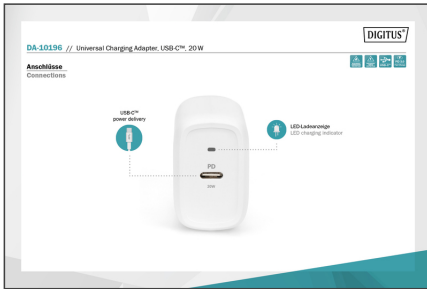 DIGITUS®
DA-10196 // Universal Charging Adapter, USB-C™, 20 W
Anschlüsse
Connections
USB-C™
power delivery
LED-Ladeanzeige
LED charging indicator
PD
20W